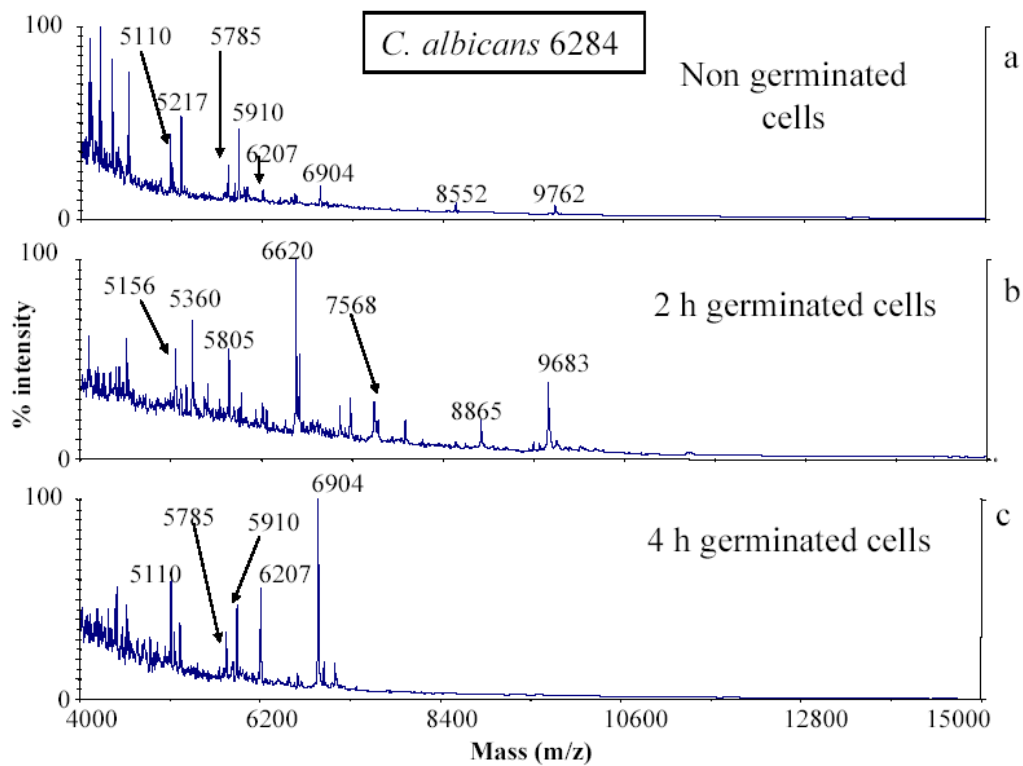 C. albicans 6284
% intensity
100
0
a
Non germinated
cells
5110
5785
5217
5910
6207
6904
8552
9762
100
0
b
2 h germinated cells
6620
5156
5360
5805
7568
8865
9683
100
0
c
4 h germinated cells
6904
5785
5910
5110
6207
4000 6200 8400 10600 12800 15000
Mass (m/z)